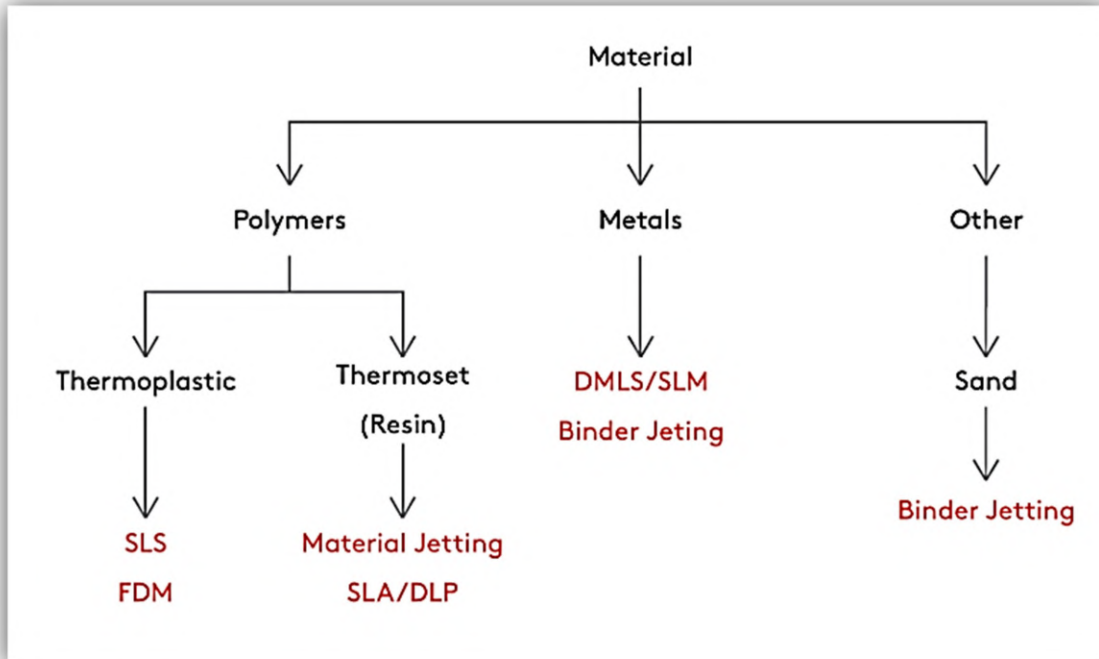 Material
Polymers
Metals
Other
Thermoplastic
Thermoset
(Resin)
DMLS/SLM
Binder Jeting
Sand
SLS
FDM
Material Jetting
SLA/DLP
Binder Jetting